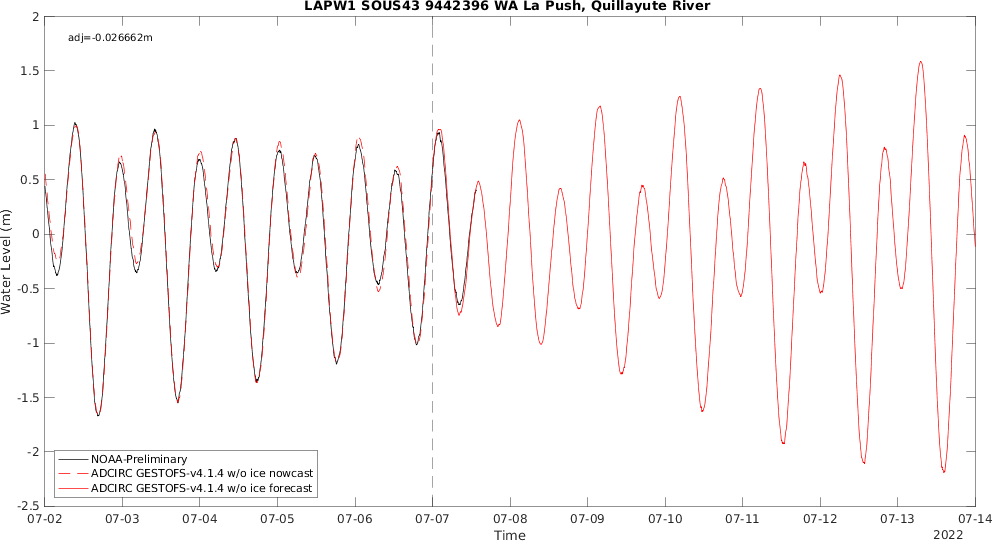 LAPW1 SOUS43 9442396 WA La Push, Quillayute River
adj=-0.026662m
2
1.5
1
0.5
0
-0.5
-1
-1.5
-2
-2.5
Water Level (m)
NOAA-Preliminary
ADCIRC GESTOFS-v4.1.4 w/o ice nowcast
ADCIRC GESTOFS-v4.1.4 w/o ice forecast
07-02 07-03 07-04 07-05 07-06 07-07 07-08 07-09 07-10 07-11 07-12 07-13 07-14
Time
2022